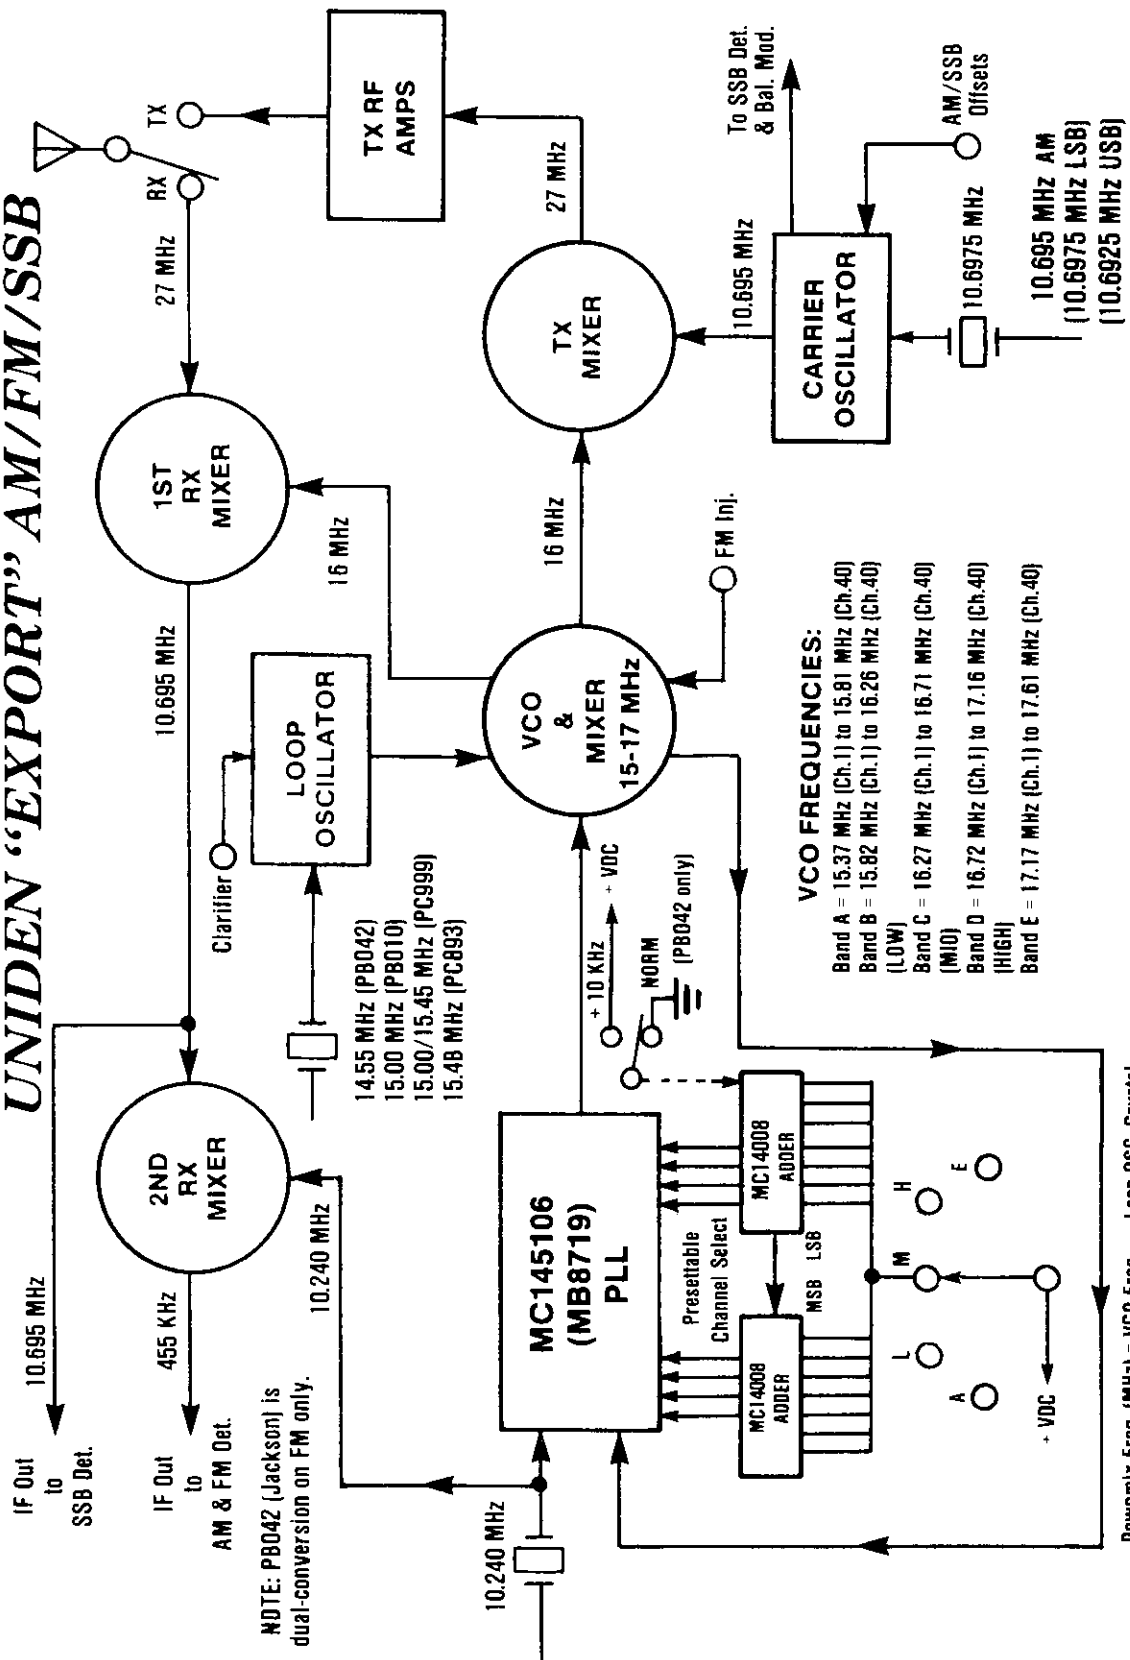 UNIDEN “EXPORT” AM/FM/SSB
IF Out
to
SSB Det.
10.695 MHz
IF Out
to
AM & FM Det.
455 KHz
NOTE: PB042 (Jackson) is
dual-conversion on FM only.
2ND
RX
MIXER
10.695 MHz
1ST
RX
MIXER
27 MHz
RX
TX
TX RF
AMPS
10.240 MHz
Clarifier
LOOP
OSCILLATOR
14.55 MHz (PB042)
15.00 MHz (PB010)
15.00/15.45 MHz (PC999)
15.48 MHz (PC893)
16 MHz
27 MHz
10.240 MHz
MC145106
(MB8719)
PLL
VCO
&
MIXER
15-17 MHz
16 MHz
TX
MIXER
To SSB Det.
& Bal. Mod.
+ 10 KHz
+ VDC
NORM
(PB042 only)
FM Inj.
10.695 MHz
CARRIER
OSCILLATOR
AM/SSB
Offsets
10.6975 MHz
10.695 MHz AM
(10.6975 MHz LSB)
(10.6925 MHz USB)
Presettable
Channel Select
MC14008
ADDER
MSB LSB
MC14008
ADDER
A
L
M
H
E
+ VDC
VCO FREQUENCIES:
Band A = 15.37 MHz (Ch.1) to 15.81 MHz (Ch.40)
Band B = 15.82 MHz (Ch.1) to 16.26 MHz (Ch.40)
(LOW)
Band C = 16.27 MHz (Ch.1) to 16.71 MHz (Ch.40)
(MID)
Band D = 16.72 MHz (Ch.1) to 17.16 MHz (Ch.40)
(HIGH)
Band E = 17.17 MHz (Ch.1) to 17.61 MHz (Ch.40)
Downmix Freq. (MHz) = VCO Freq. – Loop OSC. Crystal